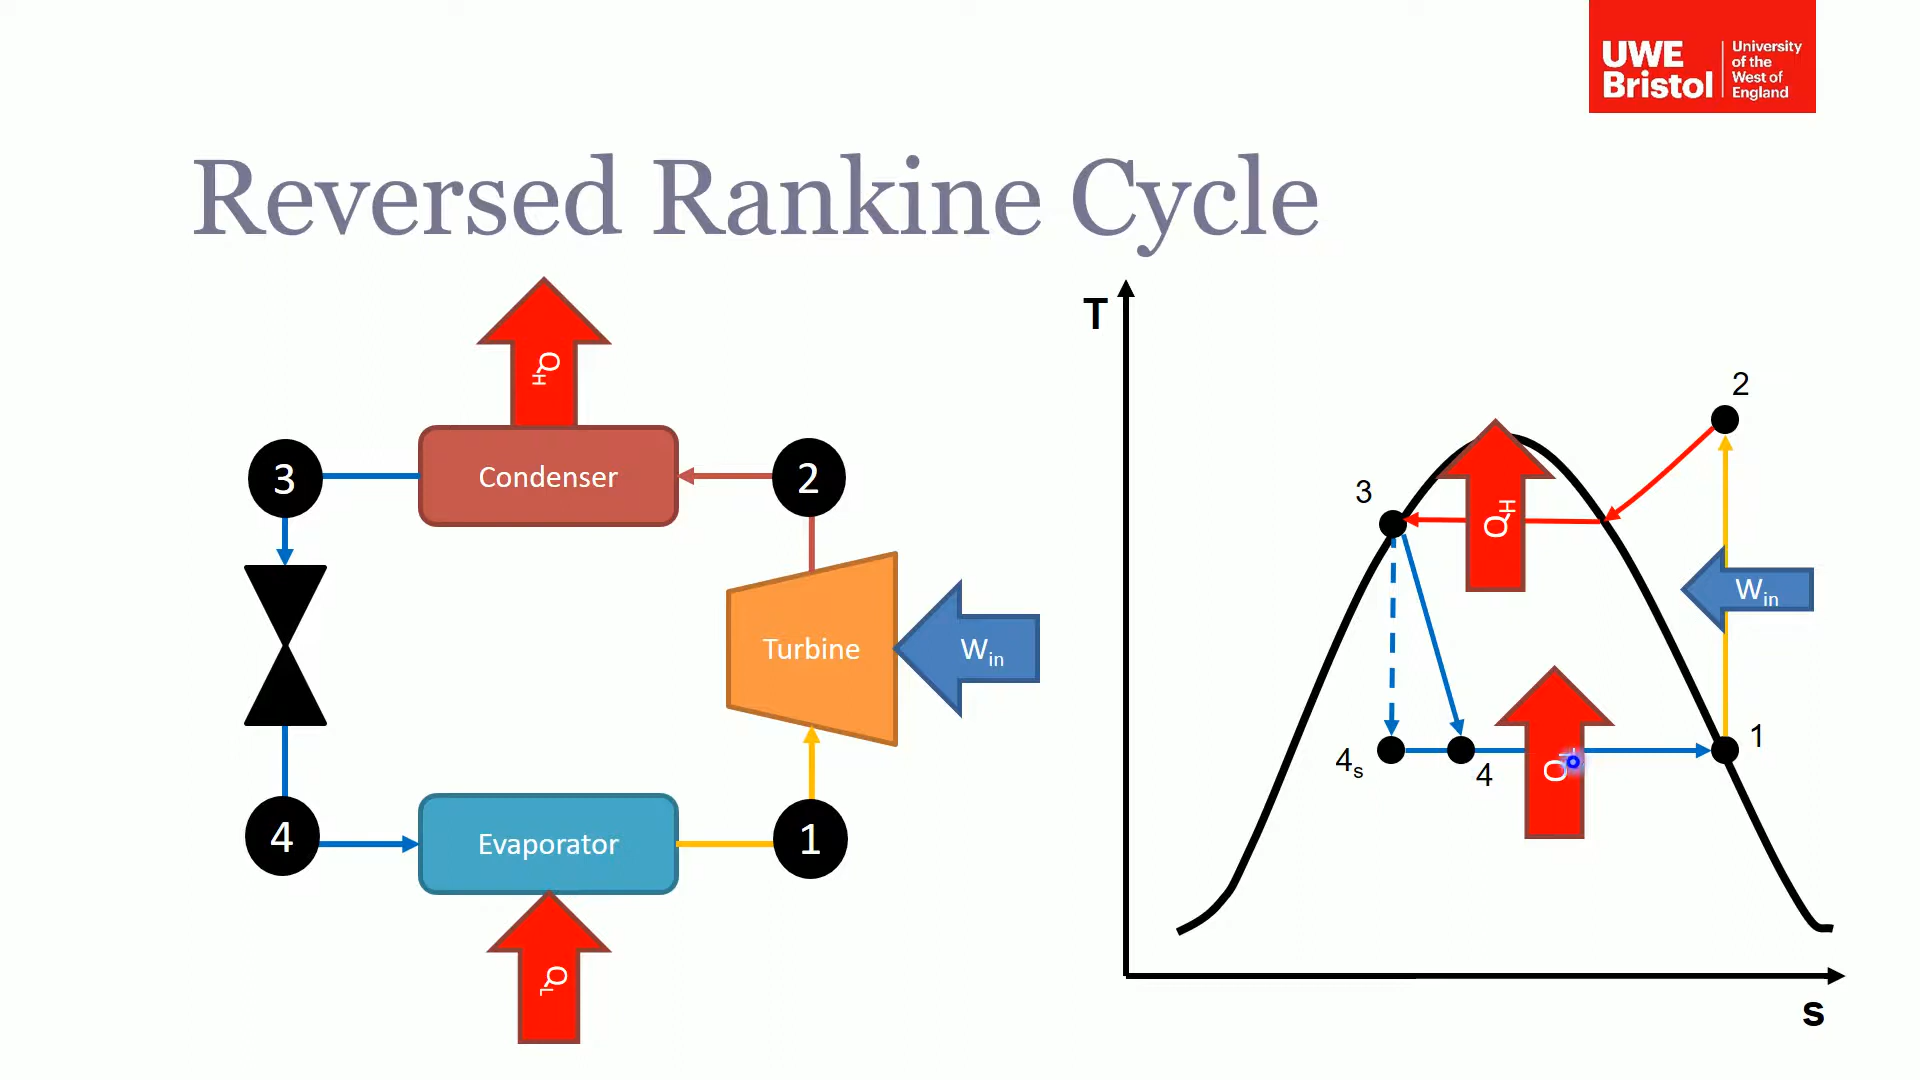 UWE
Bristol
University
of the
West of
England
Reversed Rankine Cycle
QH
3
Condenser
2
Turbine
Win
4
Evaporator
1
QL
T
2
3
QH
Win
4s
4
Q
1
s